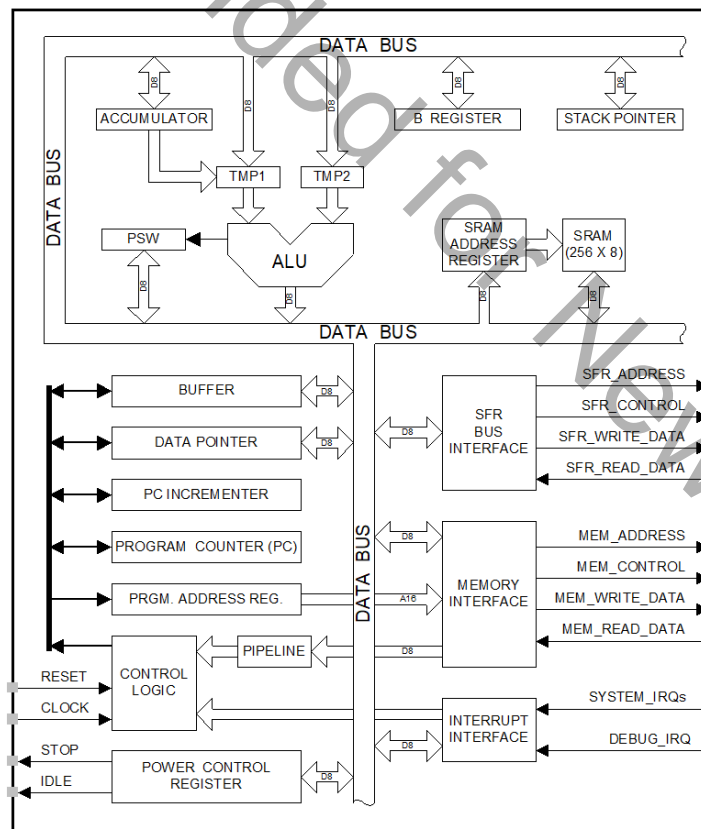 DATA BUS
D8
D8
D8
D8
D8
ACCUMULATOR
B REGISTER
STACK POINTER
DATA BUS
TMP1
TMP2
PSW
ALU
SRAM
ADDRESS
REGISTER
SRAM
(256 X 8)
D8
D8
D8
D8
DATA BUS
BUFFER
D8
DATA POINTER
D8
PC INCREMENTER
PROGRAM COUNTER (PC)
PRGM. ADDRESS REG.
A16
CONTROL
LOGIC
PIPELINE
D8
RESET
CLOCK
STOP
IDLE
POWER CONTROL
REGISTER
D8
DATA BUS
D8
SFR
BUS
INTERFACE
SFR_ADDRESS
SFR_CONTROL
SFR_WRITE_DATA
SFR_READ_DATA
D8
MEMORY
INTERFACE
MEM_ADDRESS
MEM_CONTROL
MEM_WRITE_DATA
MEM_READ_DATA
INTERRUPT
INTERFACE
D8
SYSTEM_IRQs
DEBUG_IRQ
ded for New